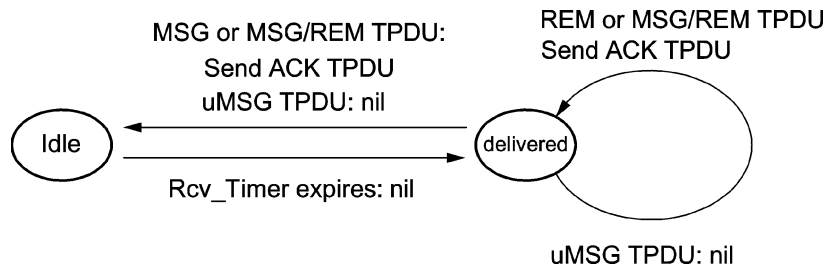 MSG or MSG/REM TPDU:
Send ACK TPDU
uMSG TPDU: nil
REM or MSG/REM TPDU
Send ACK TPDU
Idle
delivered
Rcv_Timer expires: nil
uMSG TPDU: nil